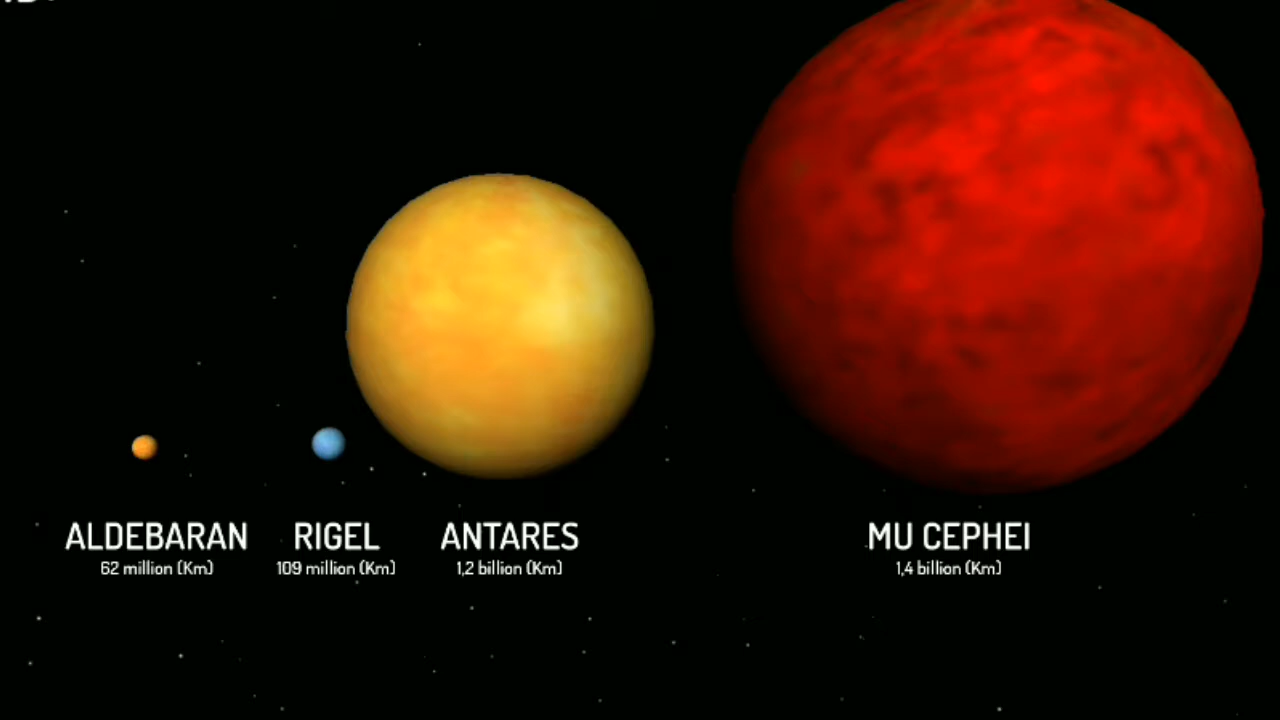 ALDEBARAN
62 million (Km)
RIGEL
109 million (Km)
ANTARES
1,2 billion (Km)
MU CEPHEI
1,4 billion (Km)